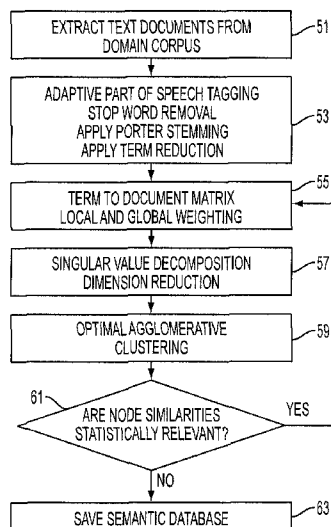 EXTRACT TEXT DOCUMENTS FROM
DOMAIN CORPUS
51
ADAPTIVE PART OF SPEECH TAGGING
STOP WORD REMOVAL
APPLY PORTER STEMMING
APPLY TERM REDUCTION
53
TERM TO DOCUMENT MATRIX
LOCAL AND GLOBAL WEIGHTING
55
SINGULAR VALUE DECOMPOSITION
DIMENSION REDUCTION
57
OPTIMAL AGGLOMERATIVE
CLUSTERING
59
61
ARE NODE SIMILARITIES
STATISTICALLY RELEVANT?
YES
NO
SAVE SEMANTIC DATABASE
63